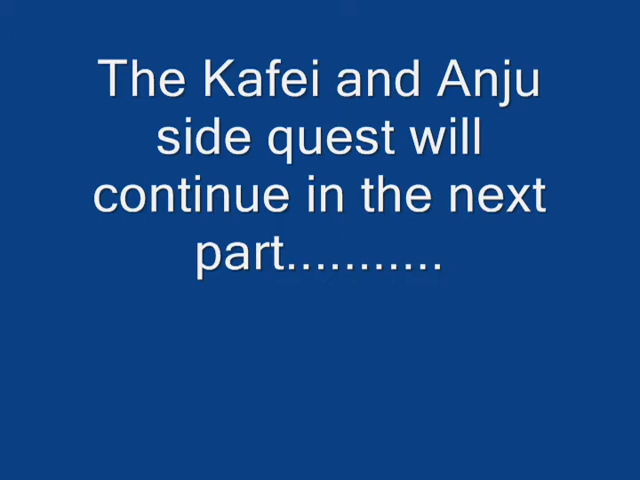 The Kafei and Anju
side quest will
continue in the next
part...........